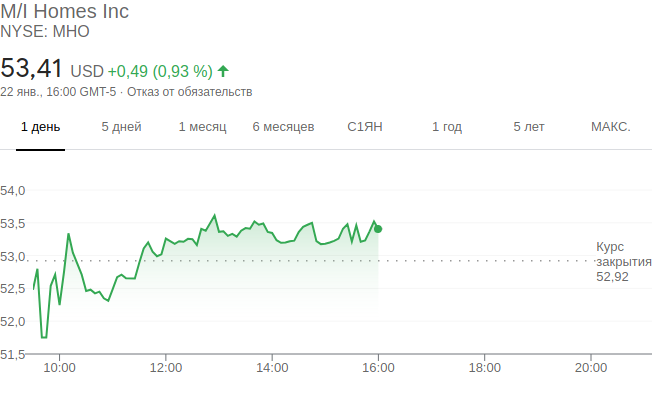 M/I Homes Inc
NYSE: MHO
53,41 USD +0,49 (0,93 %)
22 янв., 16:00 GMT-5 · Отказ от обязательств
1 день 5 дней 1 месяц 6 месяцев С1ЯН 1 год 5 лет МАКС.
54,0
53,5
53,0
52,5
52,0
51,5
Курс
закрытия
52,92
10:00 12:00 14:00 16:00 18:00 20:00